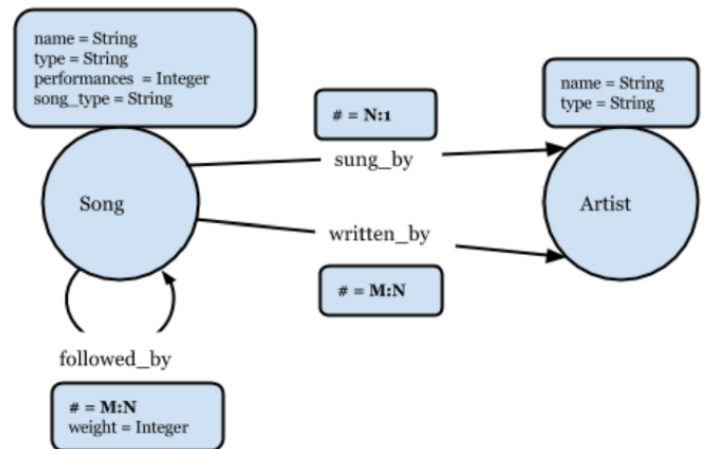 name = String
type = String
performances = Integer
song_type = String
name = String
type = String
# = N:1
sung_by
Song
Artist
written_by
# = M:N
followed_by
# = M:N
weight = Integer